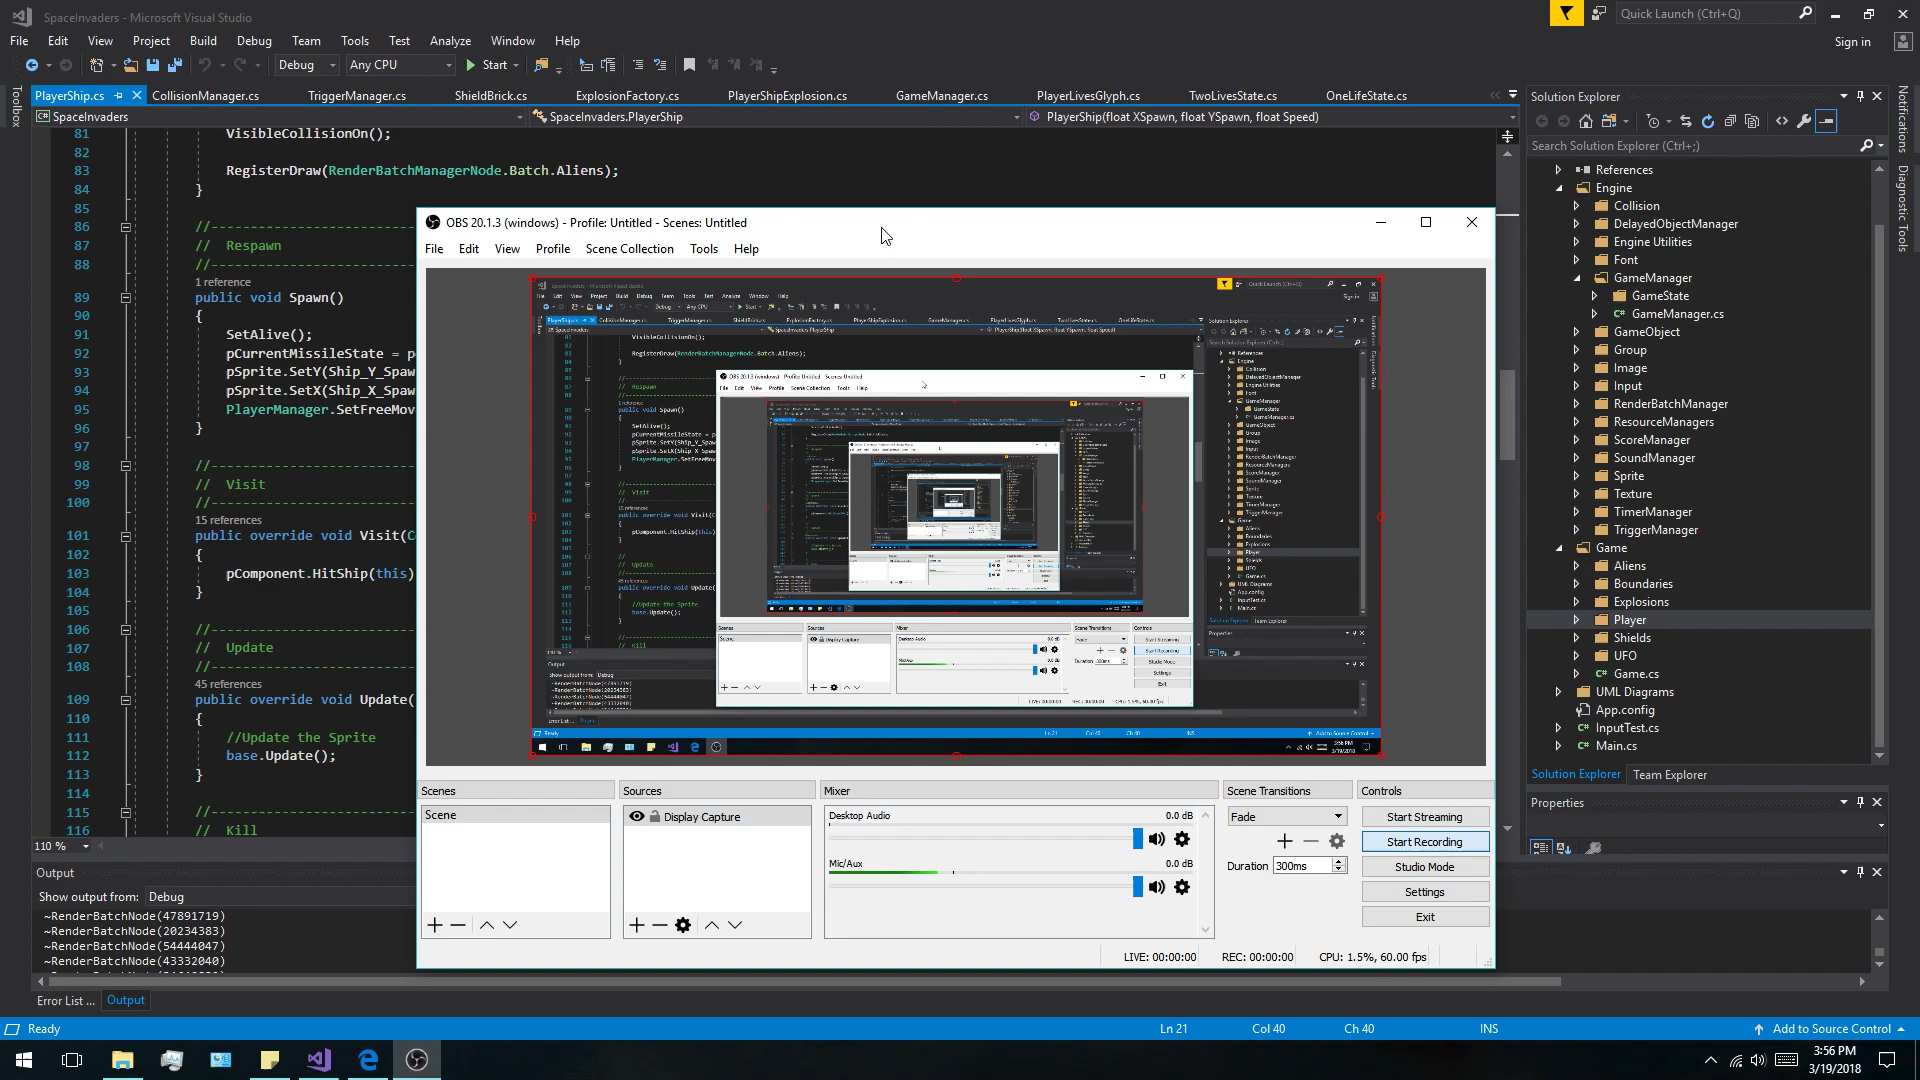 SpaceInvaders - Microsoft Visual Studio
Quick Launch (Ctrl+Q)
File Edit View Project Build Debug Team Tools Test Analyze Window Help
Sign in
Debug Any CPU Start
PlayerShip.cs CollisionManager.cs TriggerManager.cs ShieldBrick.cs ExplosionFactory.cs PlayerShipExplosion.cs GameManager.cs PlayerLivesGlyph.cs TwoLivesState.cs OneLifeState.cs
Toolbox
SpaceInvaders SpaceInvaders.PlayerShip PlayerShip(float XSpawn, float YSpawn, float Speed)
81 VisibleCollisionOn();
82
83 RegisterDraw(RenderBatchManagerNode.Batch.Aliens);
84 }
85
86 //----------------------------
87 // Respawn
88 //----------------------------
1 reference
89 public void Spawn()
90 {
91 SetAlive();
92 pCurrentMissileState = p
93 pSprite.SetY(Ship_Y_Spaw
94 pSprite.SetX(Ship_X_Spaw
95 PlayerManager.SetFreeMov
96 }
97
98 //----------------------------
99 // Visit
100 //----------------------------
15 references
101 public override void Visit(C
102 {
103 pComponent.HitShip(this)
104 }
105
106 //----------------------------
107 // Update
108 //----------------------------
45 references
109 public override void Update(
110 {
111 //Update the Sprite
112 base.Update();
113 }
114
115 //----------------------------
116 // Kill
110 %
Output
Show output from: Debug
~RenderBatchNode(47891719)
~RenderBatchNode(20234383)
~RenderBatchNode(54444047)
~RenderBatchNode(43332040)
Error List ... Output
Ready Ln 21 Col 40 Ch 40 INS Add to Source Control
OBS 20.1.3 (windows) - Profile: Untitled - Scenes: Untitled
File Edit View Profile Scene Collection Tools Help
Scenes
Scene
Sources
Display Capture
Mixer
Desktop Audio 0.0 dB
Mic/Aux 0.0 dB
Scene Transitions
Fade
Duration 300ms
Controls
Start Streaming
Start Recording
Studio Mode
Settings
Exit
LIVE: 00:00:00 REC: 00:00:00 CPU: 1.5%, 60.00 fps
Solution Explorer
Search Solution Explorer (Ctrl+;)
References
Engine
Collision
DelayedObjectManager
Engine Utilities
Font
GameManager
GameState
GameManager.cs
GameObject
Group
Image
Input
RenderBatchManager
ResourceManagers
ScoreManager
SoundManager
Sprite
Texture
TimerManager
TriggerManager
Game
Aliens
Boundaries
Explosions
Player
Shields
UFO
Game.cs
UML Diagrams
App.config
InputTest.cs
Main.cs
Solution Explorer Team Explorer
Properties
Notifications
Diagnostic Tools
3:56 PM
3/19/2018